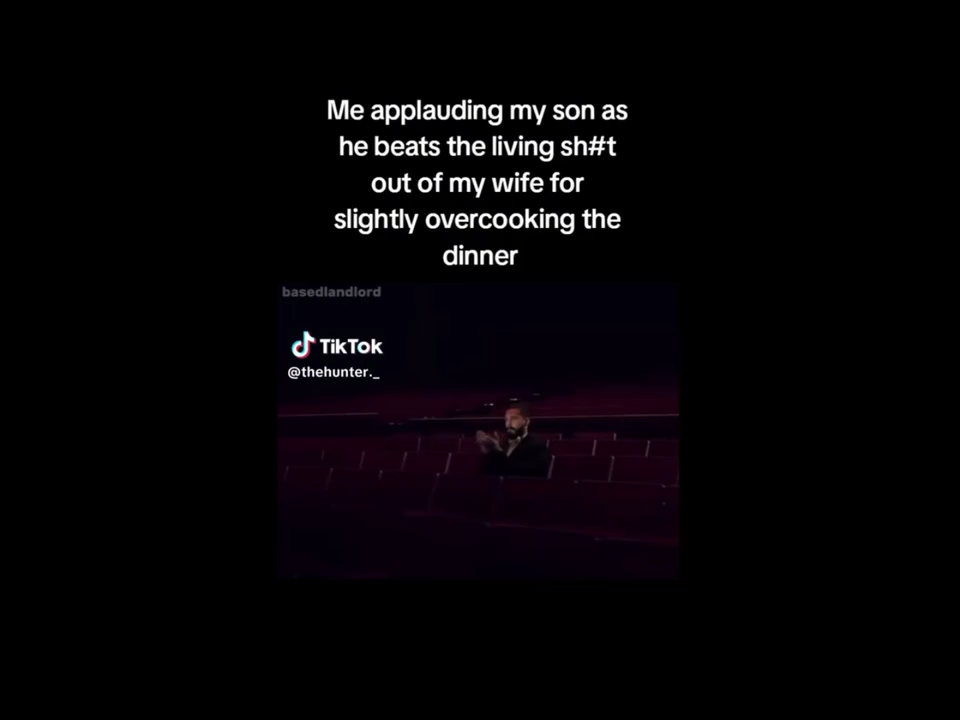 Me applauding my son as
he beats the living sh#t
out of my wife for
slightly overcooking the
dinner
basedlandlord
TikTok
@thehunter._